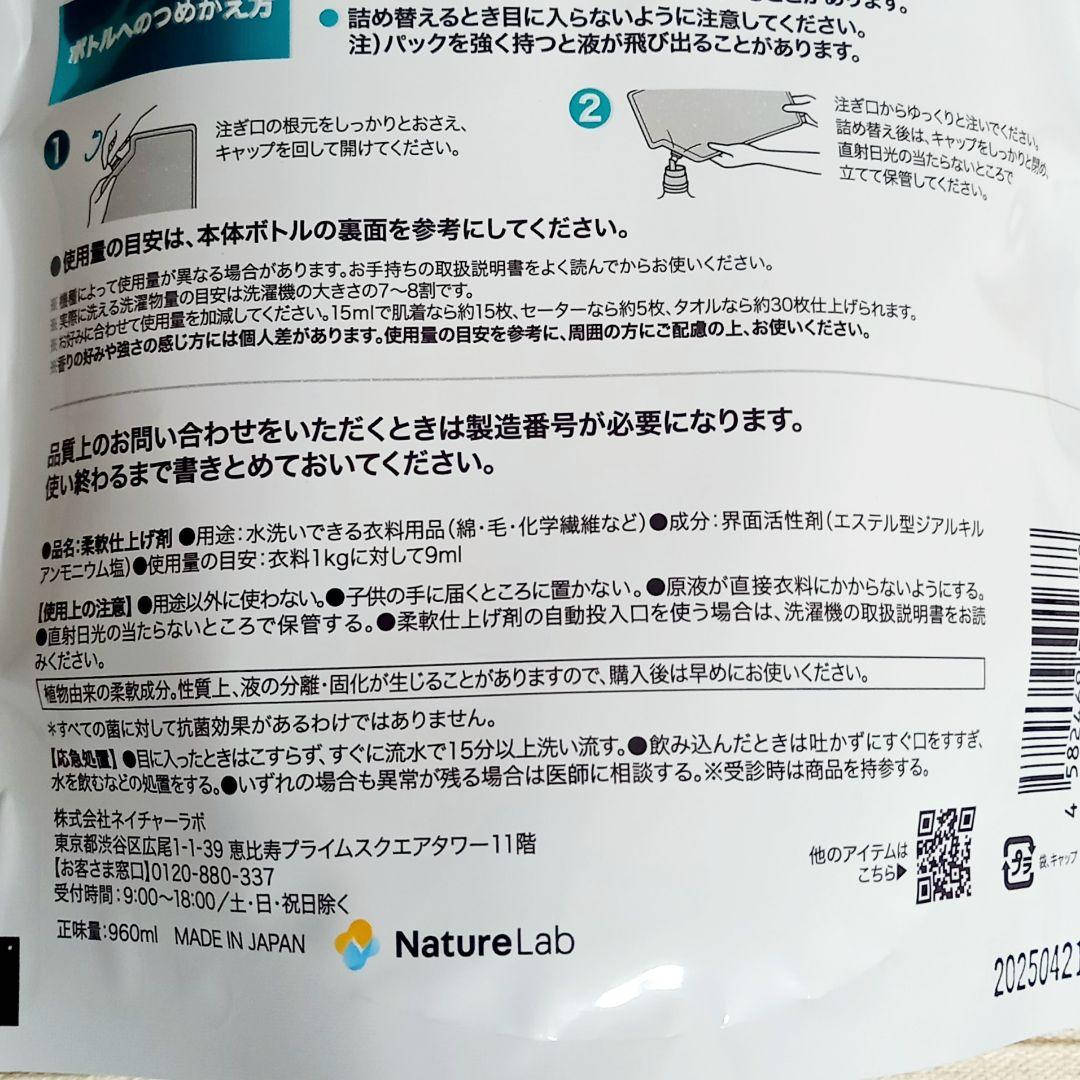 ボトルへのつめかえ方
●詰め替えるとき目に入らないように注意してください。
注)パックを強く持つと液が飛び出ることがあります。
1
注ぎ口の根元をしっかりとおさえ、
キャップを回して開けてください。
2
注ぎ口からゆっくりと注いでください。
詰め替え後は、キャップをしっかりと閉め、
直射日光の当たらないところで
立てて保管してください。
●使用量の目安は、本体ボトルの裏面を参考にしてください。
※機種によって使用量が異なる場合があります。お手持ちの取扱説明書をよく読んでからお使いください。
※実際に洗える洗濯物量の目安は洗濯機の大きさの7〜8割です。
※お好みに合わせて使用量を加減してください。15mlで肌着なら約15枚、セーターなら約5枚、タオルなら約30枚仕上げられます。
※香りの好みや強さの感じ方には個人差があります。使用量の目安を参考に、周囲の方にご配慮の上、お使いください。
品質上のお問い合わせをいただくときは製造番号が必要になります。
使い終わるまで書きとめておいてください。
●品名:柔軟仕上げ剤 ●用途:水洗いできる衣料用品(綿・毛・化学繊維など)●成分:界面活性剤(エステル型ジアルキル
アンモニウム塩)●使用量の目安:衣料1kgに対して9ml
【使用上の注意】●用途以外に使わない。●子供の手に届くところに置かない。●原液が直接衣料にかからないようにする。
●直射日光の当たらないところで保管する。●柔軟仕上げ剤の自動投入口を使う場合は、洗濯機の取扱説明書をお読
みください。
植物由来の柔軟成分。性質上、液の分離・固化が生じることがありますので、購入後は早めにお使いください。
*すべての菌に対して抗菌効果があるわけではありません。
【応急処置】●目に入ったときはこすらず、すぐに流水で15分以上洗い流す。●飲み込んだときは吐かずにすぐ口をすすぎ、
水を飲むなどの処置をする。●いずれの場合も異常が残る場合は医師に相談する。※受診時は商品を持参する。
株式会社ネイチャーラボ
東京都渋谷区広尾1-1-39 恵比寿プライムスクエアタワー11階
【お客さま窓口】0120-880-337
受付時間:9:00〜18:00/土・日・祝日除く
正味量:960ml MADE IN JAPAN
NatureLab
他のアイテムは
こちら▶
プラ
袋、キャップ
20250421